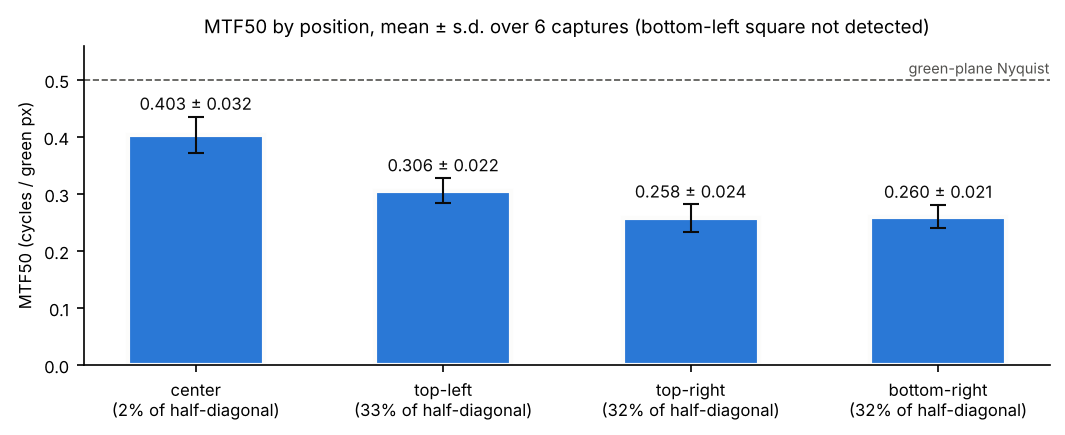 MTF50 by position, mean ± s.d. over 6 captures (bottom-left square not detected)
MTF50 (cycles / green px)
0.5
0.4
0.3
0.2
0.1
0.0
green-plane Nyquist
0.403 ± 0.032
0.306 ± 0.022
0.258 ± 0.024
0.260 ± 0.021
center
(2% of half-diagonal)
top-left
(33% of half-diagonal)
top-right
(32% of half-diagonal)
bottom-right
(32% of half-diagonal)